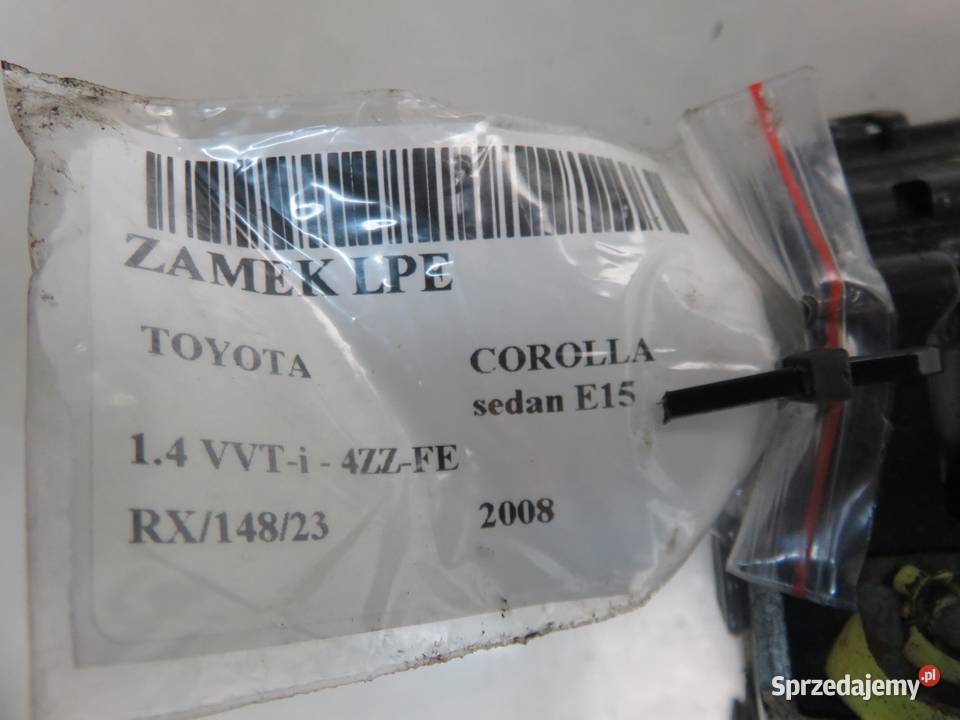 ZAMEK LPE
TOYOTA COROLLA
sedan E15
1.4 VVT-i - 4ZZ-FE
RX/148/23 2008
Sprzedajemy.pl